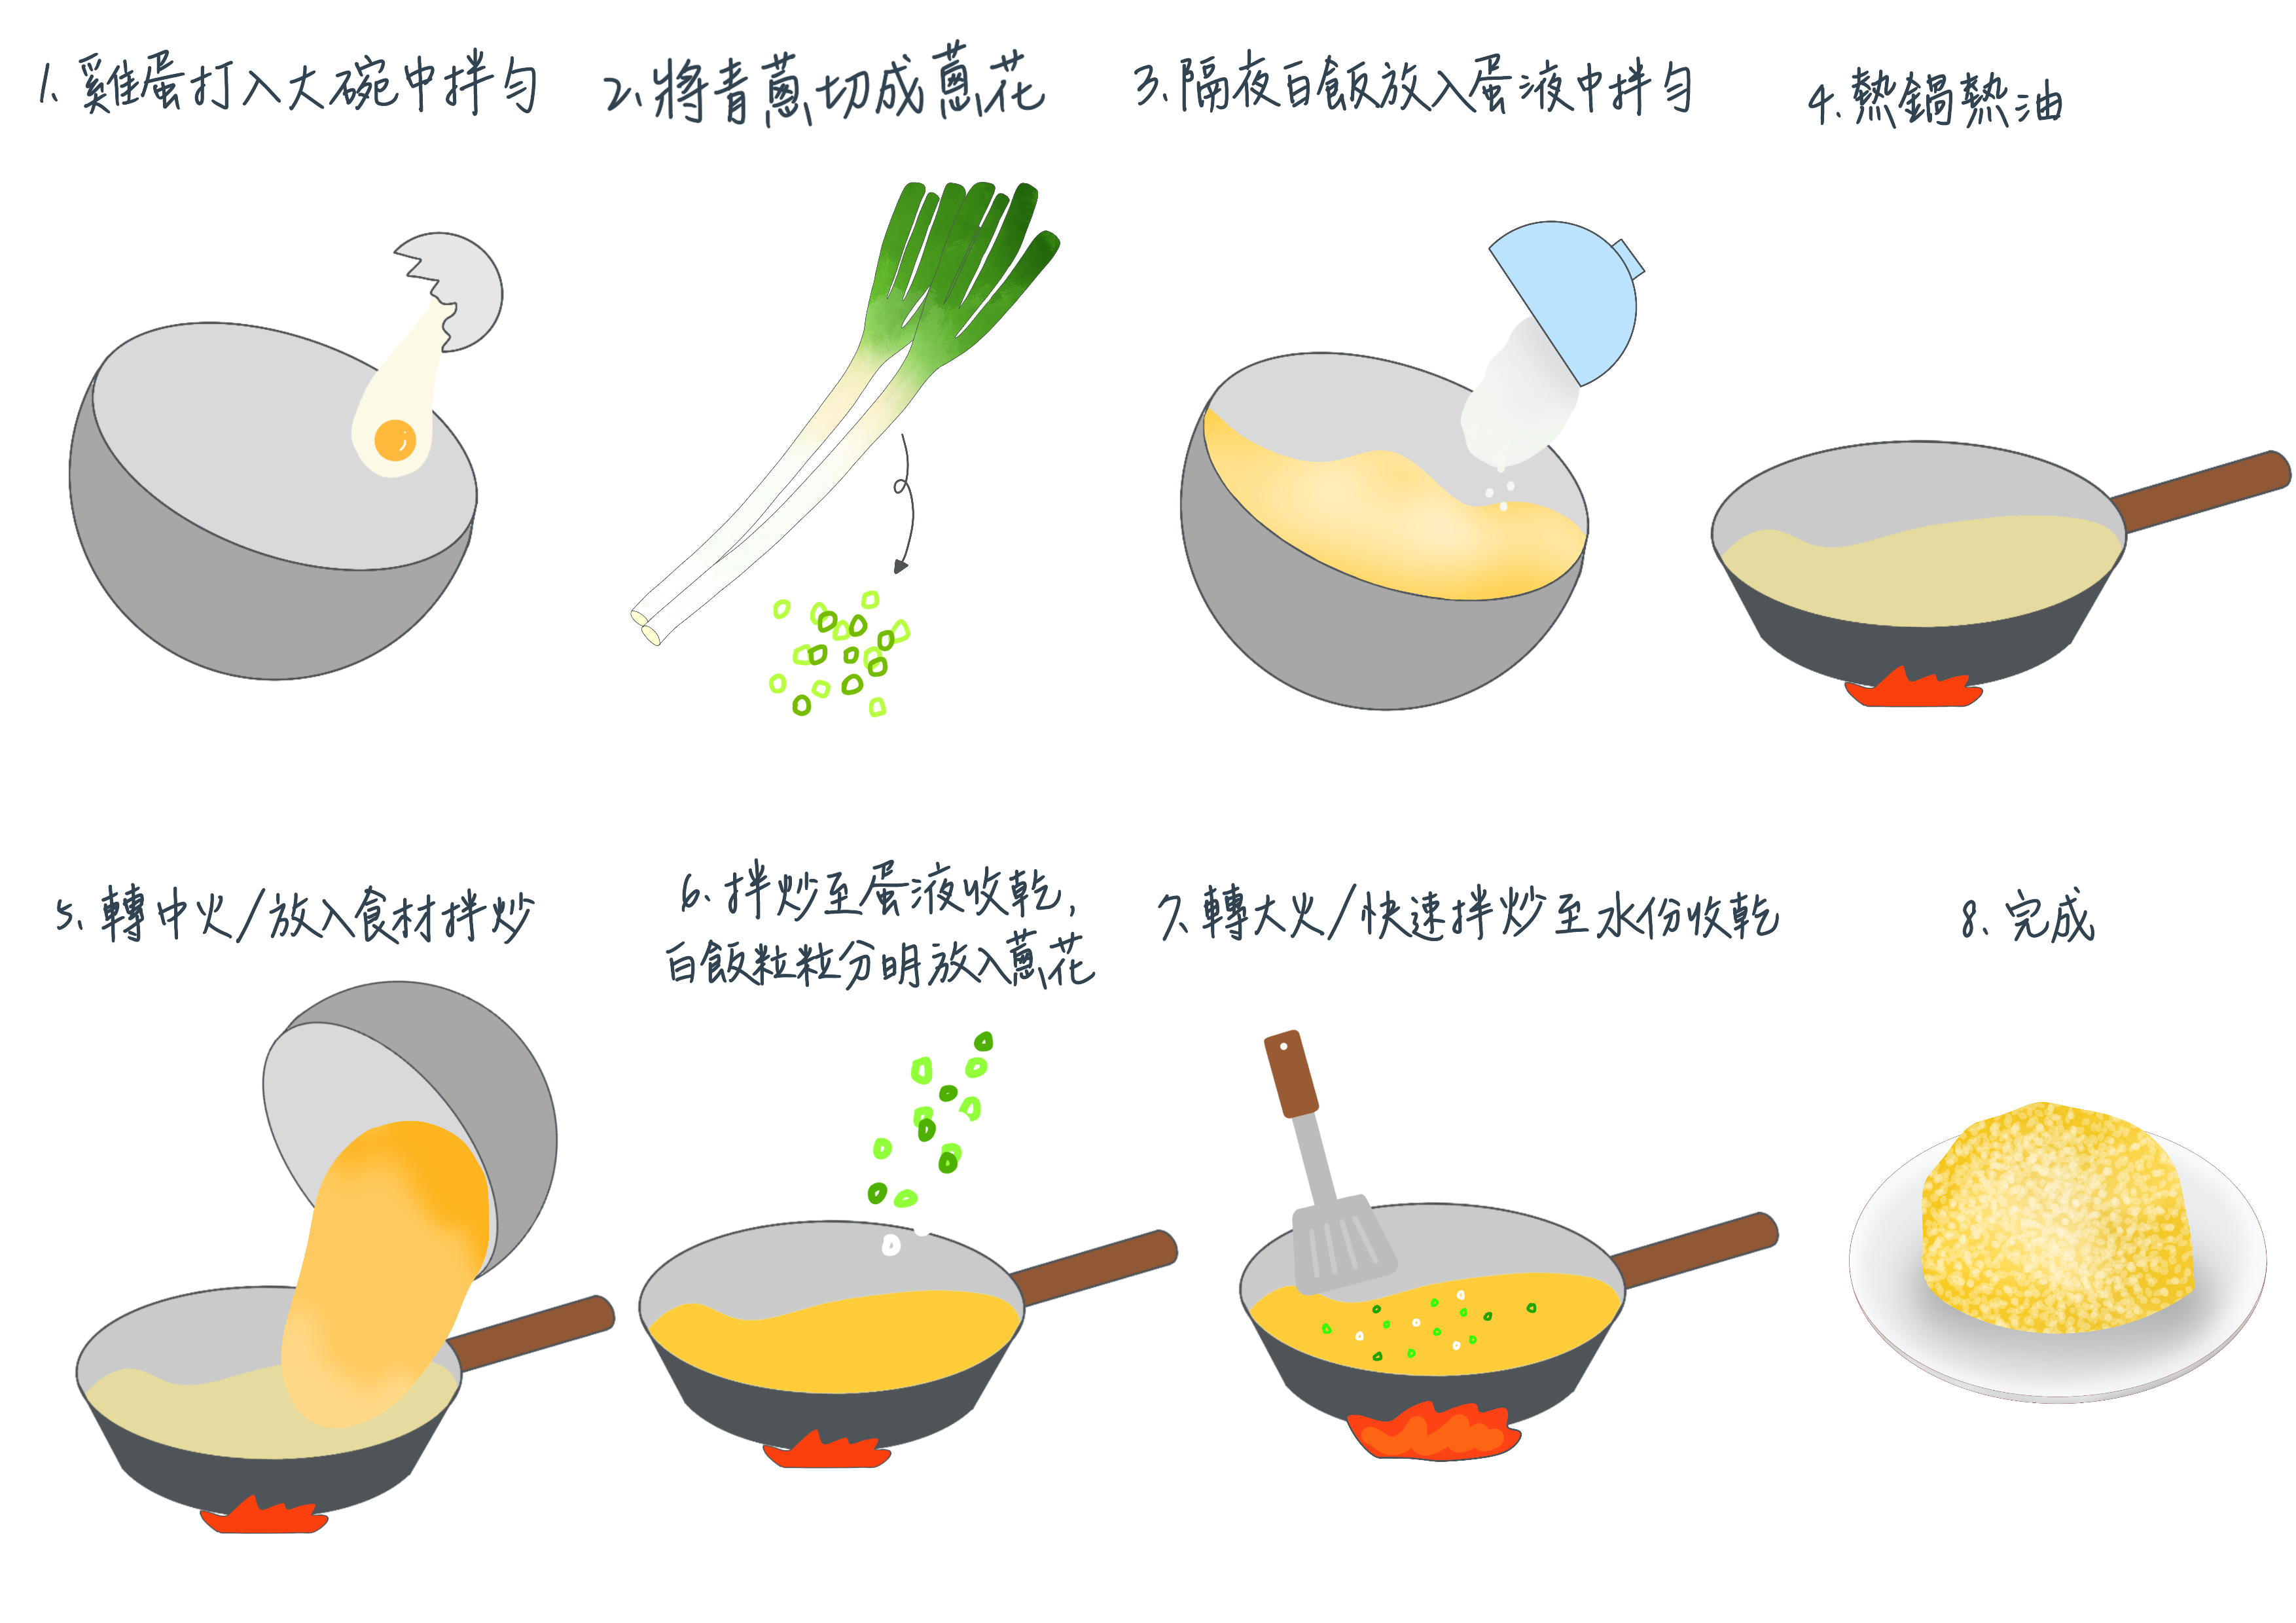 1. 雞蛋打入大碗中拌勻
2. 將青蔥切成蔥花
3. 隔夜白飯放入蛋液中拌勻
4. 熱鍋熱油
5. 轉中火/放入食材拌炒
6. 拌炒至蛋液收乾,
白飯粒粒分明放入蔥花
7. 轉大火/快速拌炒至水份收乾
8. 完成